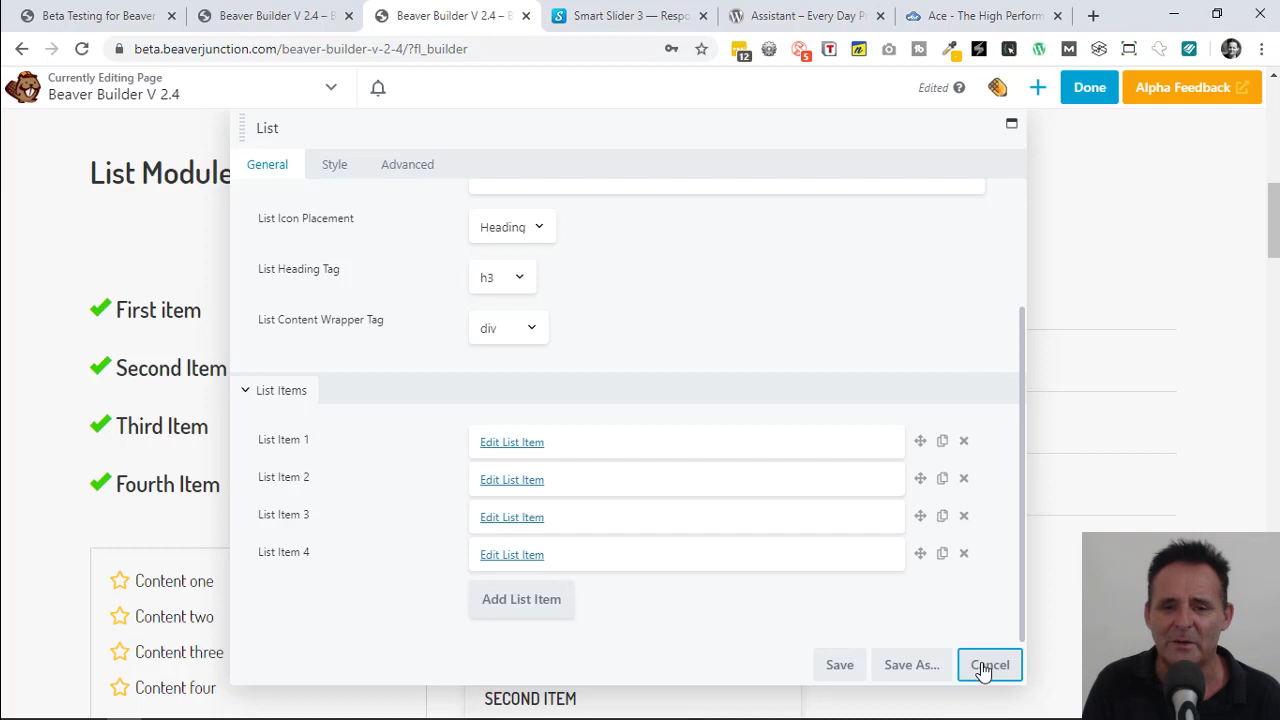 Beta Testing for Beaver
Beaver Builder V 2.4 –
Beaver Builder V 2.4 –
Smart Slider 3 — Respo
Assistant – Every Day P
Ace - The High Perform
beta.beaverjunction.com/beaver-builder-v-2-4/?fl_builder
12
5
Currently Editing Page
Beaver Builder V 2.4
Edited
Done
Alpha Feedback
List Module
First item
Second Item
Third Item
Fourth Item
Content one
Content two
Content three
Content four
List
General
Style
Advanced
List Icon Placement
Heading
List Heading Tag
h3
List Content Wrapper Tag
div
List Items
List Item 1
Edit List Item
List Item 2
Edit List Item
List Item 3
Edit List Item
List Item 4
Edit List Item
Add List Item
Save
Save As...
Cancel
SECOND ITEM